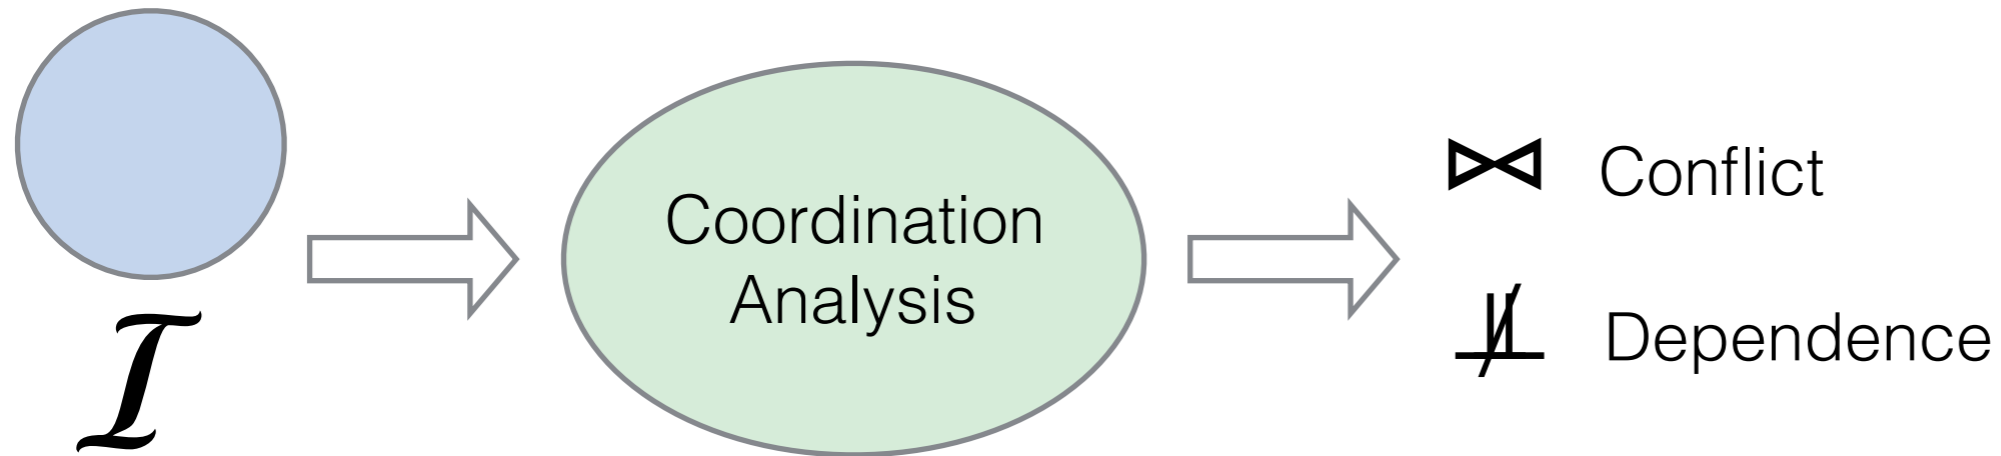 ℐ
Coordination
Analysis
⋈ Conflict
⫫̸ Dependence